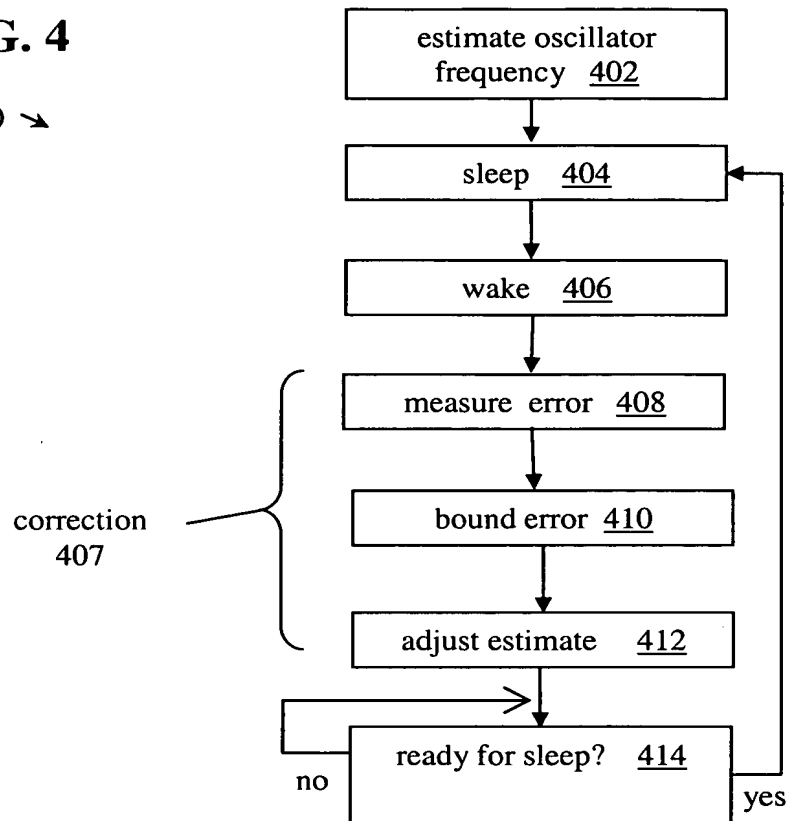 G. 4
estimate oscillator
frequency 402
sleep 404
wake 406
measure error 408
bound error 410
correction
407
adjust estimate 412
ready for sleep? 414
no
yes